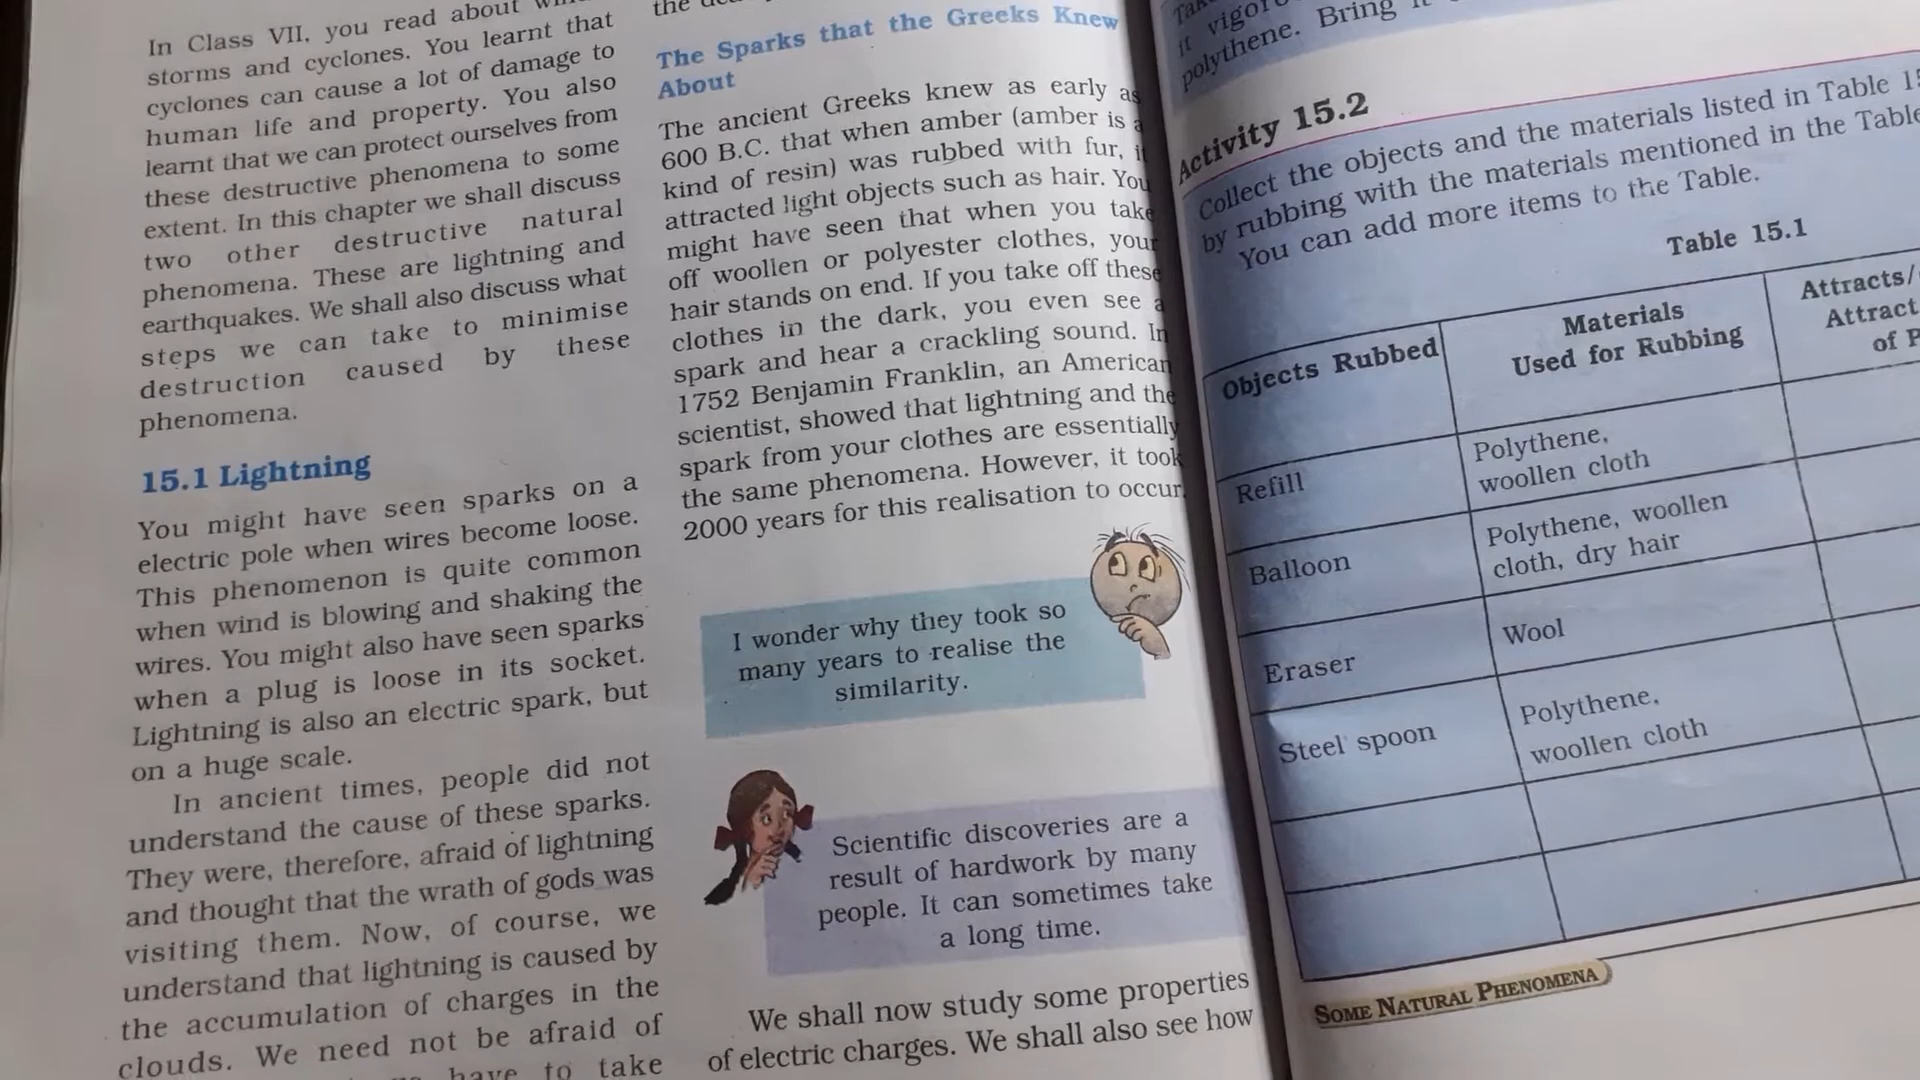 In Class VII, you read about
storms and cyclones. You learnt that
cyclones can cause a lot of damage to
human life and property. You also
learnt that we can protect ourselves from
these destructive phenomena to some
extent. In this chapter we shall discuss
two other destructive natural
phenomena. These are lightning and
earthquakes. We shall also discuss what
steps we can take to minimise
destruction caused by these
phenomena.
15.1 Lightning
You might have seen sparks on a
electric pole when wires become loose.
This phenomenon is quite common
when wind is blowing and shaking the
wires. You might also have seen sparks
when a plug is loose in its socket.
Lightning is also an electric spark, but
on a huge scale.
In ancient times, people did not
understand the cause of these sparks.
They were, therefore, afraid of lightning
and thought that the wrath of gods was
visiting them. Now, of course, we
understand that lightning is caused by
the accumulation of charges in the
clouds. We need not be afraid of
have to take
the
The Sparks that the Greeks Knew
About
The ancient Greeks knew as early as
600 B.C. that when amber (amber is a
kind of resin) was rubbed with fur, it
attracted light objects such as hair. You
might have seen that when you take
off woollen or polyester clothes, your
hair stands on end. If you take off these
clothes in the dark, you even see a
spark and hear a crackling sound. In
1752 Benjamin Franklin, an American
scientist, showed that lightning and the
spark from your clothes are essentially
the same phenomena. However, it took
2000 years for this realisation to occur.
I wonder why they took so
many years to realise the
similarity.
Scientific discoveries are a
result of hardwork by many
people. It can sometimes take
a long time.
We shall now study some properties
of electric charges. We shall also see how
it
polythene. Bring it
Activity 15.2
Collect the objects and the materials listed in Table
by rubbing with the materials mentioned in the Table
You can add more items to the Table.
Table 15.1
Objects Rubbed
Materials
Used for Rubbing
Attracts/
Attract
of
Refill
Polythene,
woollen cloth
Balloon
Polythene, woollen
cloth, dry hair
Eraser
Wool
Steel spoon
Polythene,
woollen cloth
SOME NATURAL PHENOMENA